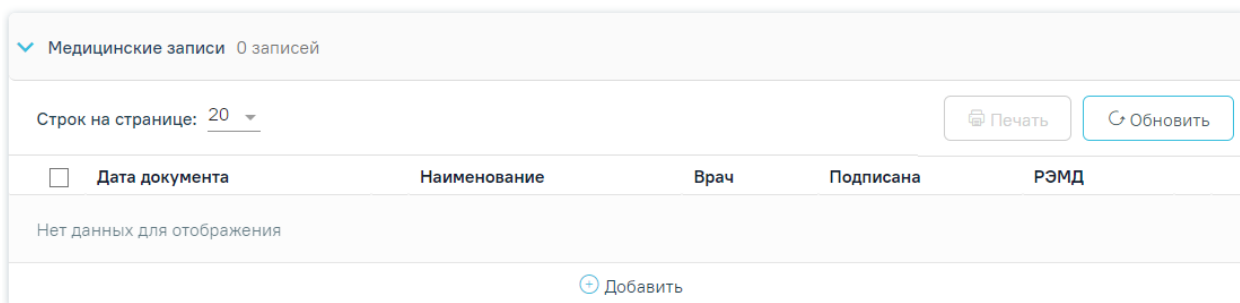 Медицинские записи 0 записей
Строк на странице: 20 Печать Обновить
Дата документа Наименование Врач Подписана РЭМД
Нет данных для отображения
Добавить